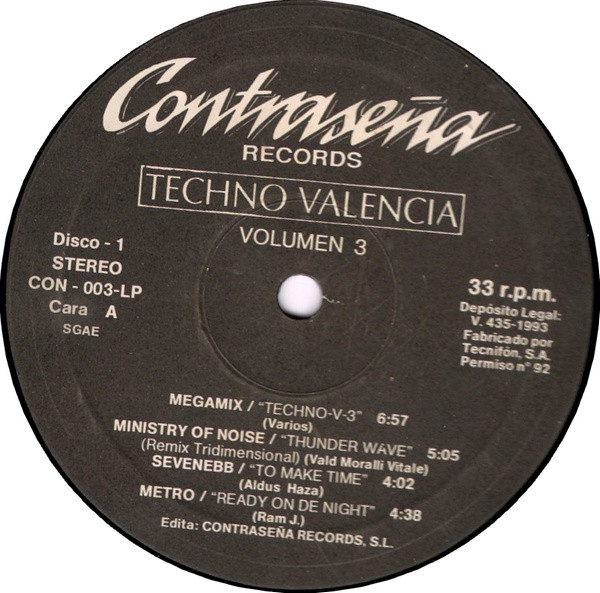 Contraseña
RECORDS
TECHNO VALENCIA
VOLUMEN 3
Disco - 1
STEREO
CON - 003-LP
Cara A
SGAE
33 r.p.m.
Depósito Legal:
V. 435-1993
Fabricado por
Tecnifón, S.A.
Permiso nº 92
MEGAMIX / “TECHNO-V-3” 6:57
(Varios)
MINISTRY OF NOISE / “THUNDER WAVE” 5:05
(Remix Tridimensional) (Vald Moralli Vitale)
SEVENEBB / “TO MAKE TIME” 4:02
(Aldus Haza)
METRO / “READY ON DE NIGHT” 4:38
(Ram J.)
Edita: CONTRASEÑA RECORDS, S.L.